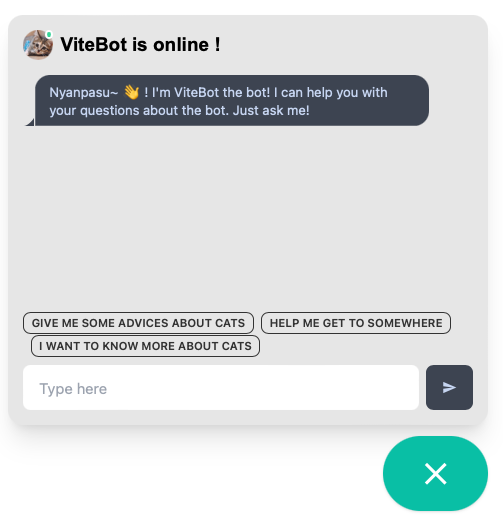 ViteBot is online !
Nyanpasu~ 👋 ! I'm ViteBot the bot! I can help you with
your questions about the bot. Just ask me!
GIVE ME SOME ADVICES ABOUT CATS
HELP ME GET TO SOMEWHERE
I WANT TO KNOW MORE ABOUT CATS
Type here